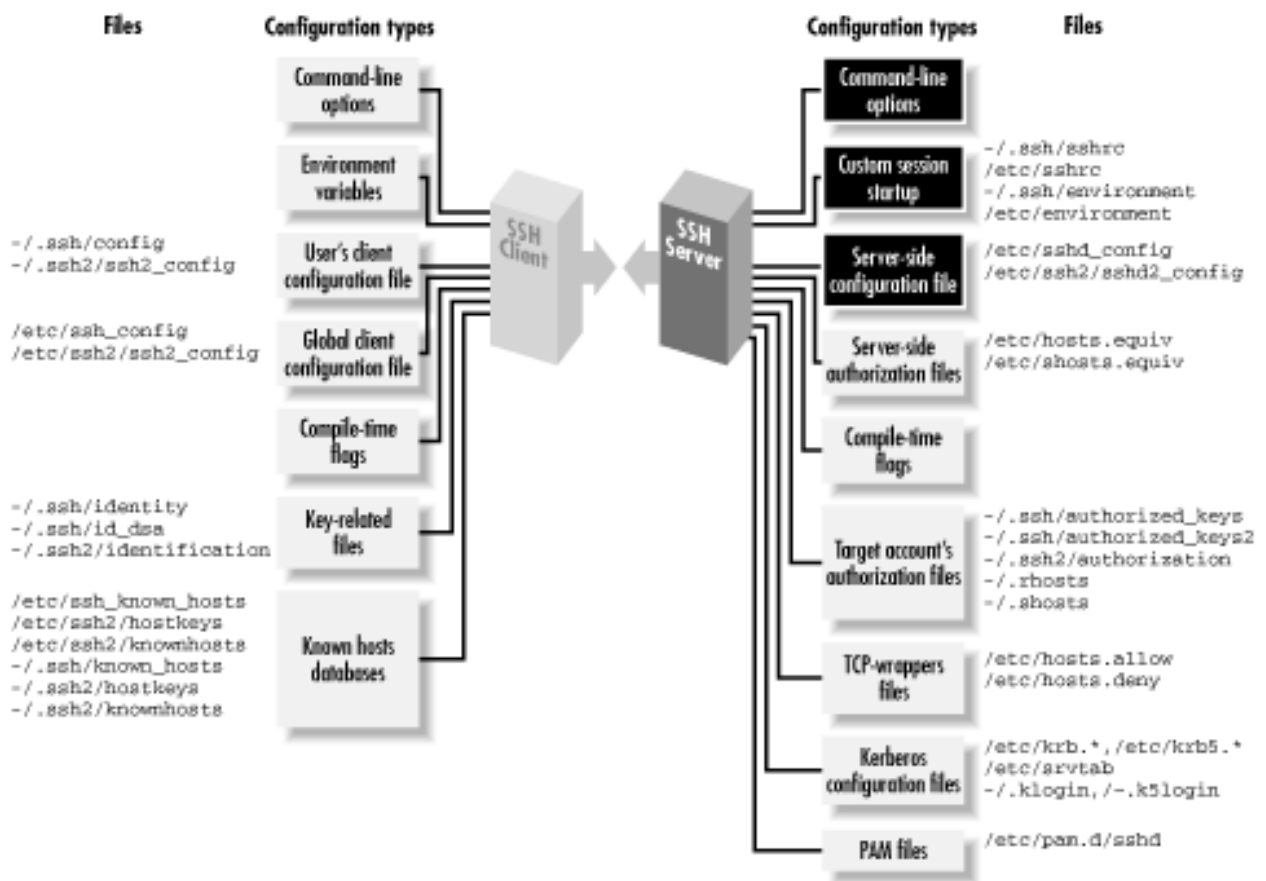 Files
Configuration types
Configuration types
Files
Command-line
options
Environment
variables
-/.ssh/config
-/.ssh2/ssh2_config
User's client
configuration file
/etc/ssh_config
/etc/ssh2/ssh2_config
Global client
configuration file
Compile-time
flags
-/.ssh/identity
-/.ssh/id_dsa
-/.ssh2/identification
Key-related
files
/etc/ssh_known_hosts
/etc/ssh2/hostkeys
/etc/ssh2/knownhosts
-/.ssh/known_hosts
-/.ssh2/hostkeys
-/.ssh2/knownhosts
Known hosts
databases
SSH
Client
SSH
Server
Command-line
options
Custom session
startup
-/.ssh/sshrc
/etc/sshrc
-/.ssh/environment
/etc/environment
Server-side
configuration file
/etc/sshd_config
/etc/ssh2/sshd2_config
Server-side
authorization files
/etc/hosts.equiv
/etc/shosts.equiv
Compile-time
flags
Target account's
authorization files
-/.ssh/authorized_keys
-/.ssh/authorized_keys2
-/.ssh2/authorization
-/.rhosts
-/.shosts
TCP-wrappers
files
/etc/hosts.allow
/etc/hosts.deny
Kerberos
configuration files
/etc/krb.*,/etc/krb5.*
/etc/srvtab
-/.klogin,/-.k5login
PAM files
/etc/pam.d/sshd